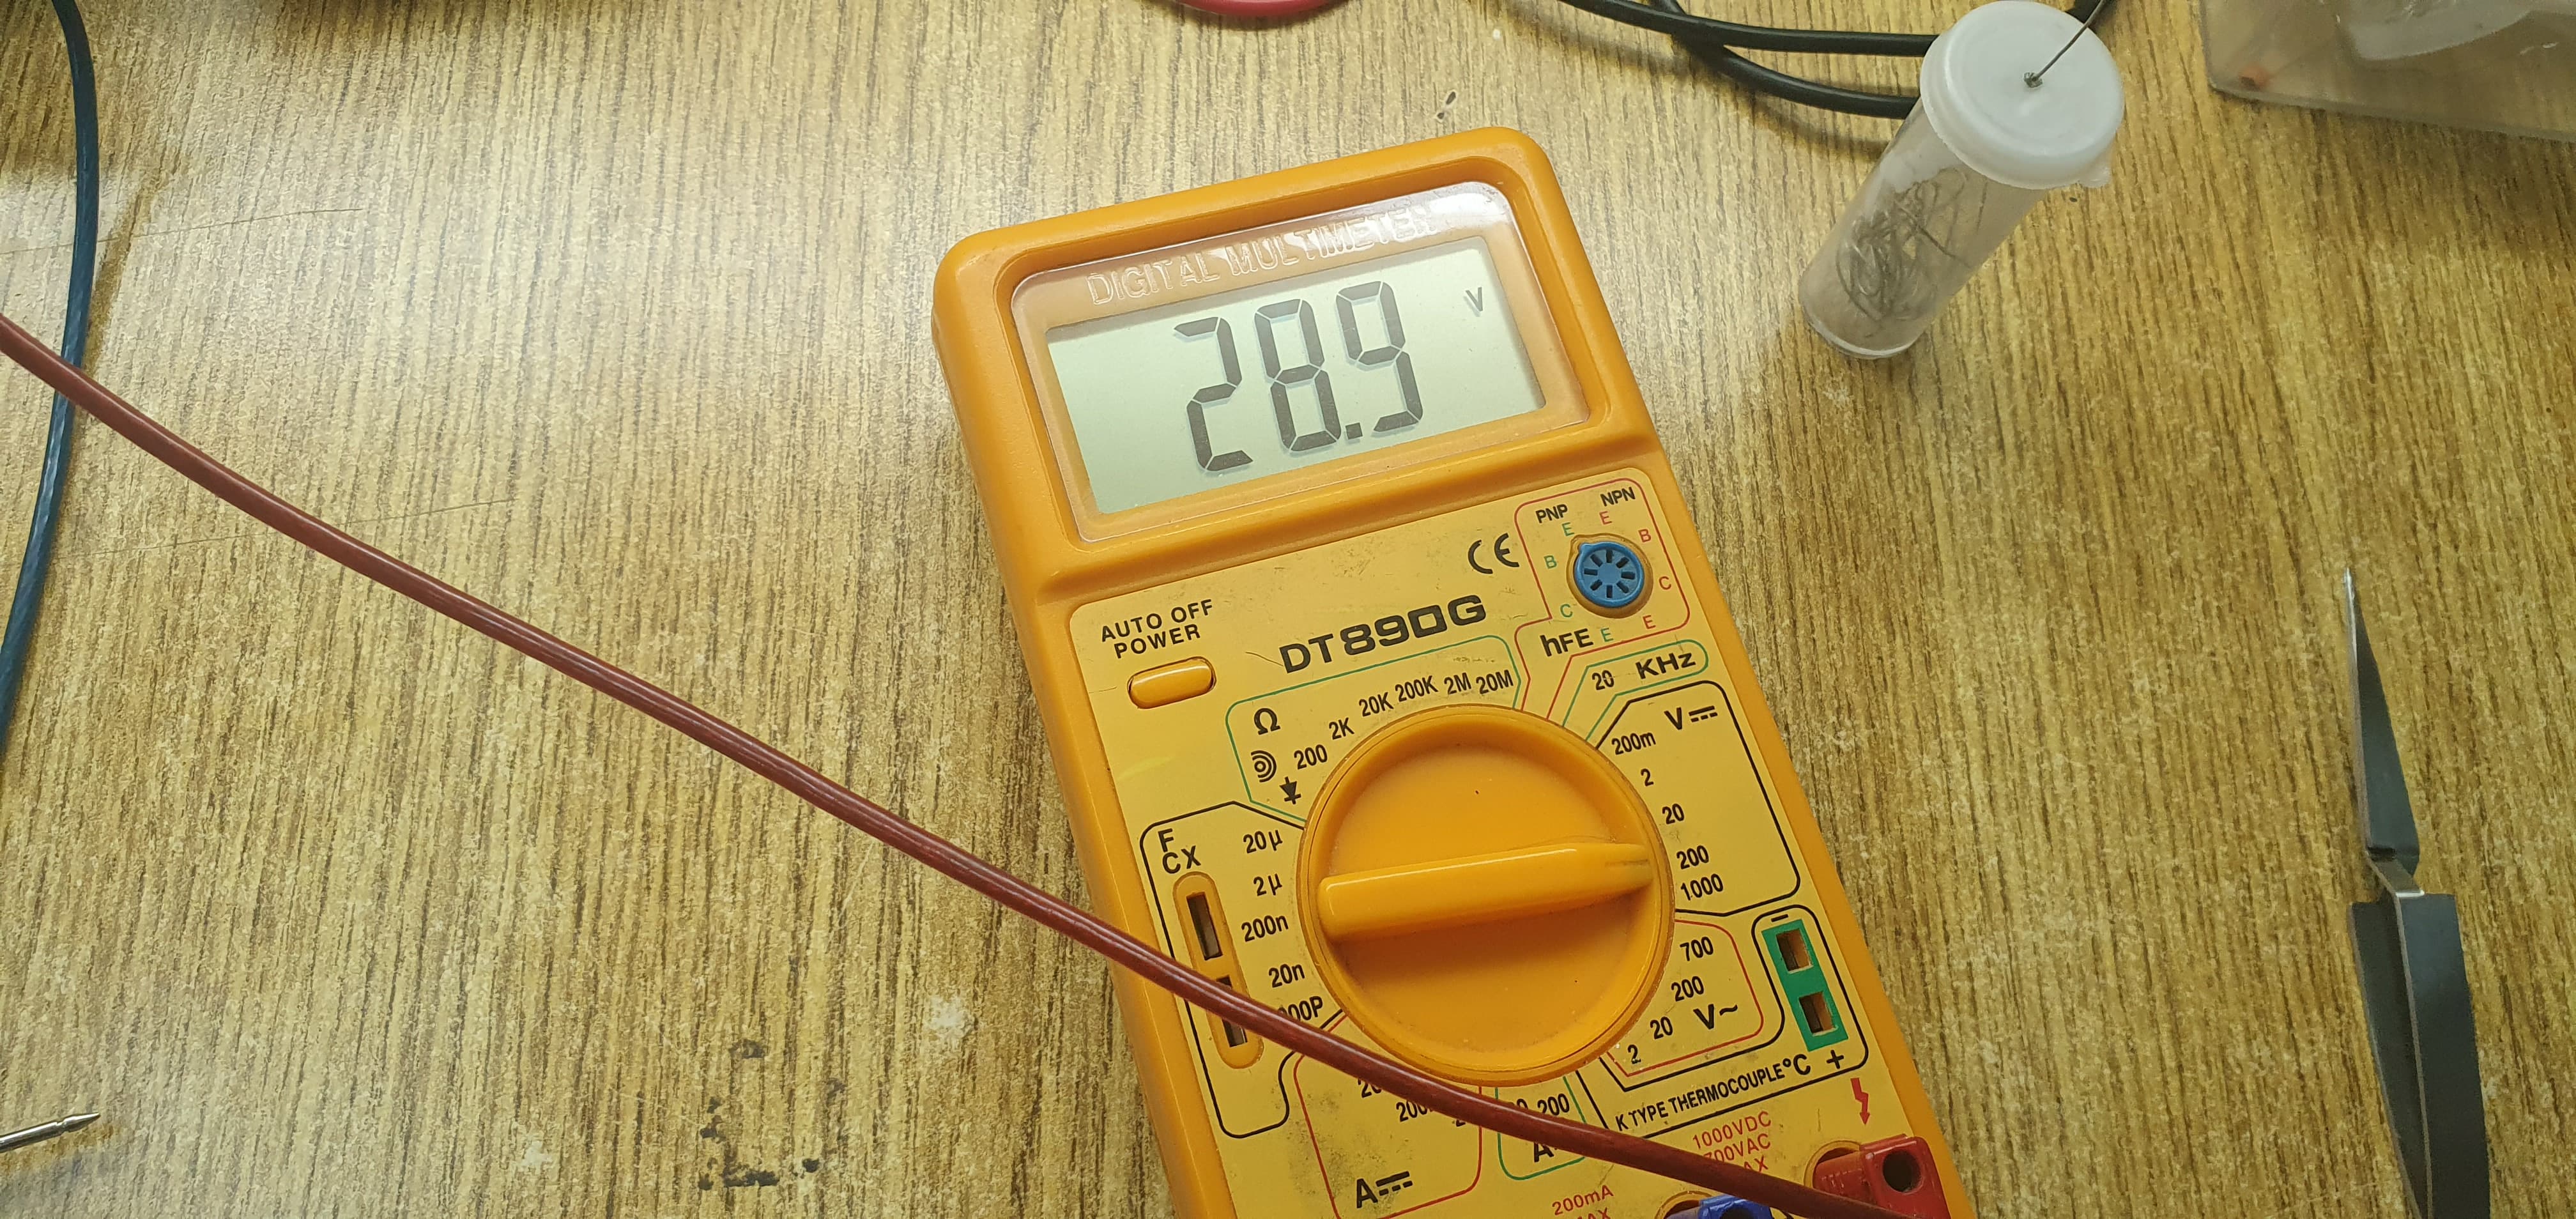 DIGITAL MULTIMETER
28.9 V
PNP NPN
E E
B B
C C
E E
hFE
CE
AUTO OFF
POWER
DT890G
20 KHz
Ω
200 2K 20K 200K 2M 20M
V
200m
2
20
200
1000
F
CX
20µ
2µ
200n
20n
700
200
20
2
V~
A
200
K TYPE THERMOCOUPLE°C
- +
1000VDC
700VAC
200mA